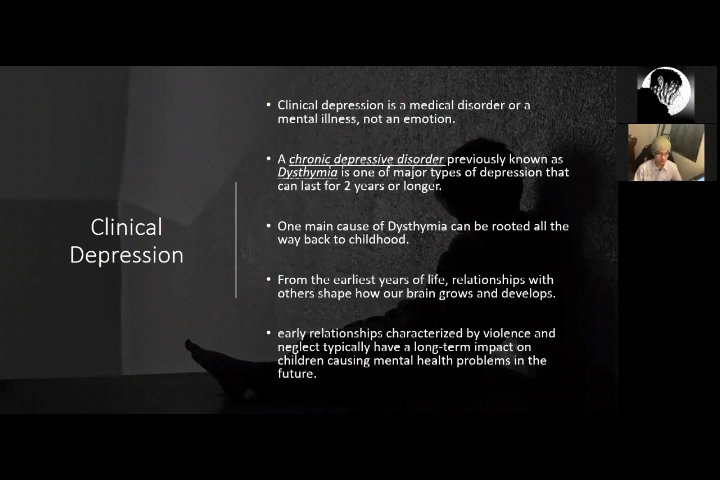 Clinical
Depression
• Clinical depression is a medical disorder or a
mental illness, not an emotion.
• A chronic depressive disorder previously known as
Dysthymia is one of major types of depression that
can last for 2 years or longer.
• One main cause of Dysthymia can be rooted all the
way back to childhood.
• From the earliest years of life, relationships with
others shape how our brain grows and develops.
• early relationships characterized by violence and
neglect typically have a long-term impact on
children causing mental health problems in the
future.